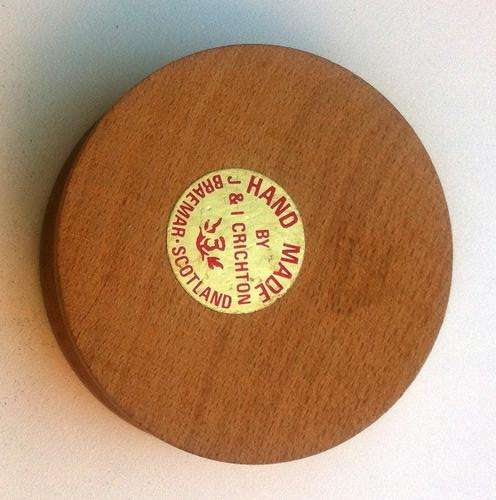 HAND MADE
BY
J & I CRICHTON
BRAEMAR · SCOTLAND